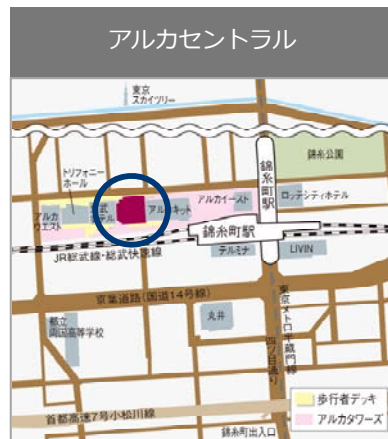 アルカセントラル
東京
スカイツリー
錦糸公園
トリフォニー
ホール
錦糸町駅
アルカイースト
ロッテシティホテル
アルカ
ウエスト
アルカキット
錦糸町駅
テルミナ
LIVIN
JR総武線・総武快速線
京葉道路(国道14号線)
東京メトロ半蔵門線
四ツ目通り
丸井
都立
両国高等学校
歩行者デッキ
アルカタワーズ
首都高速7号小松川線
錦糸町出入口